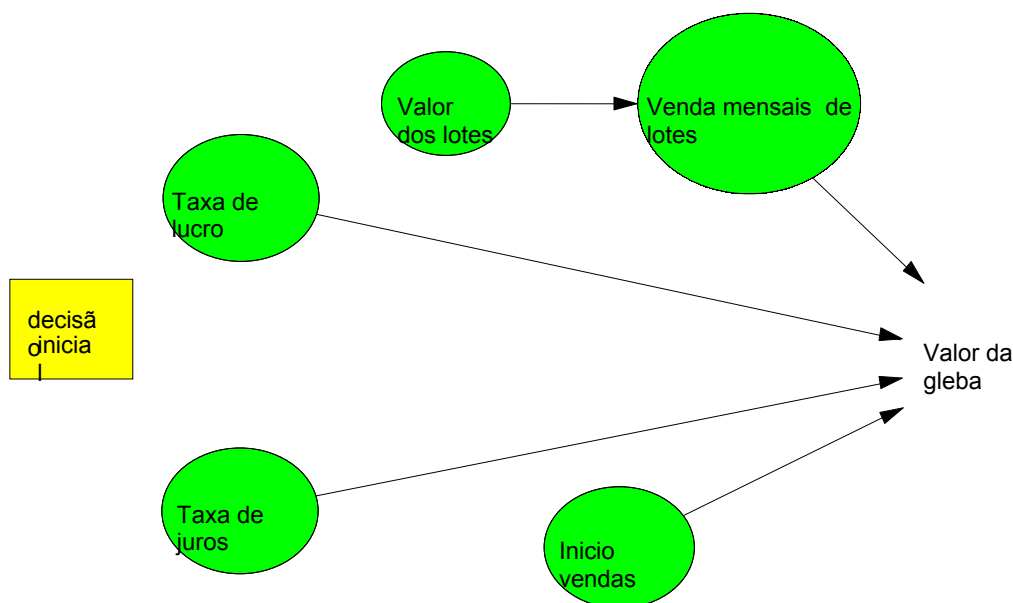 Valor
dos lotes
Venda mensais de
lotes
Taxa de
lucro
decisã
o
inicia
l
Valor da
gleba
Taxa de
juros
Inicio
vendas